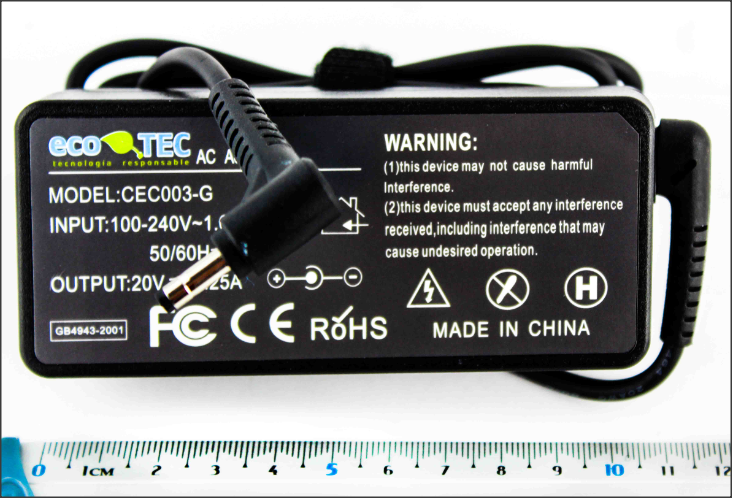 eco TEC
tecnología responsable
AC A
MODEL:CEC003-G
INPUT:100-240V~1.
50/60H
OUTPUT:20V 25A
GB4943-2001
FC CE RoHS
WARNING:
(1)this device may not cause harmful
Interference.
(2)this device must accept any interference
received,including interference that may
cause undesired operation.
+ −
H
MADE IN CHINA
0 1CM 2 3 4 5 6 7 8 9 10 11 12